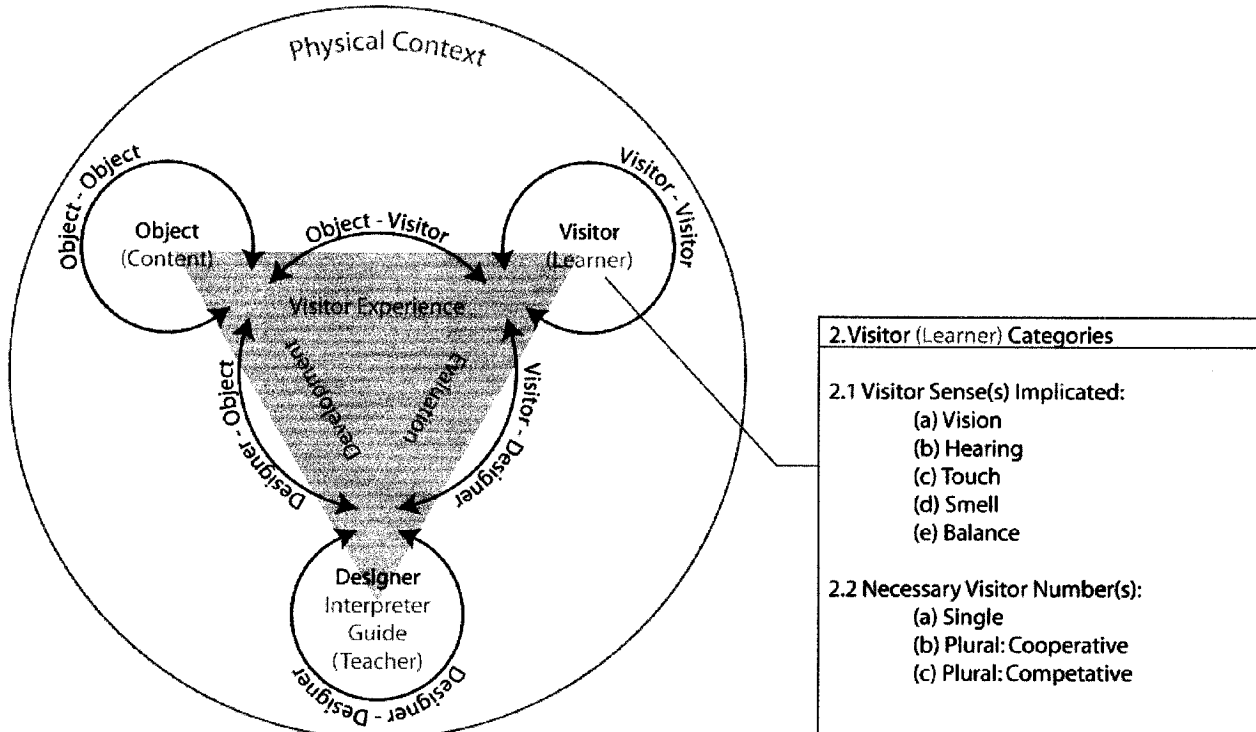 Physical Context
Object - Object
Object
(Content)
Object - Visitor
Visitor - Visitor
Visitor
(Learner)
Visitor Experience
Development
Evaluation
Designer - Object
Visitor - Designer
Designer
Interpreter
Guide
(Teacher)
Designer - Designer
2. Visitor (Learner) Categories
2.1 Visitor Sense(s) Implicated:
(a) Vision
(b) Hearing
(c) Touch
(d) Smell
(e) Balance
2.2 Necessary Visitor Number(s):
(a) Single
(b) Plural: Cooperative
(c) Plural: Competative